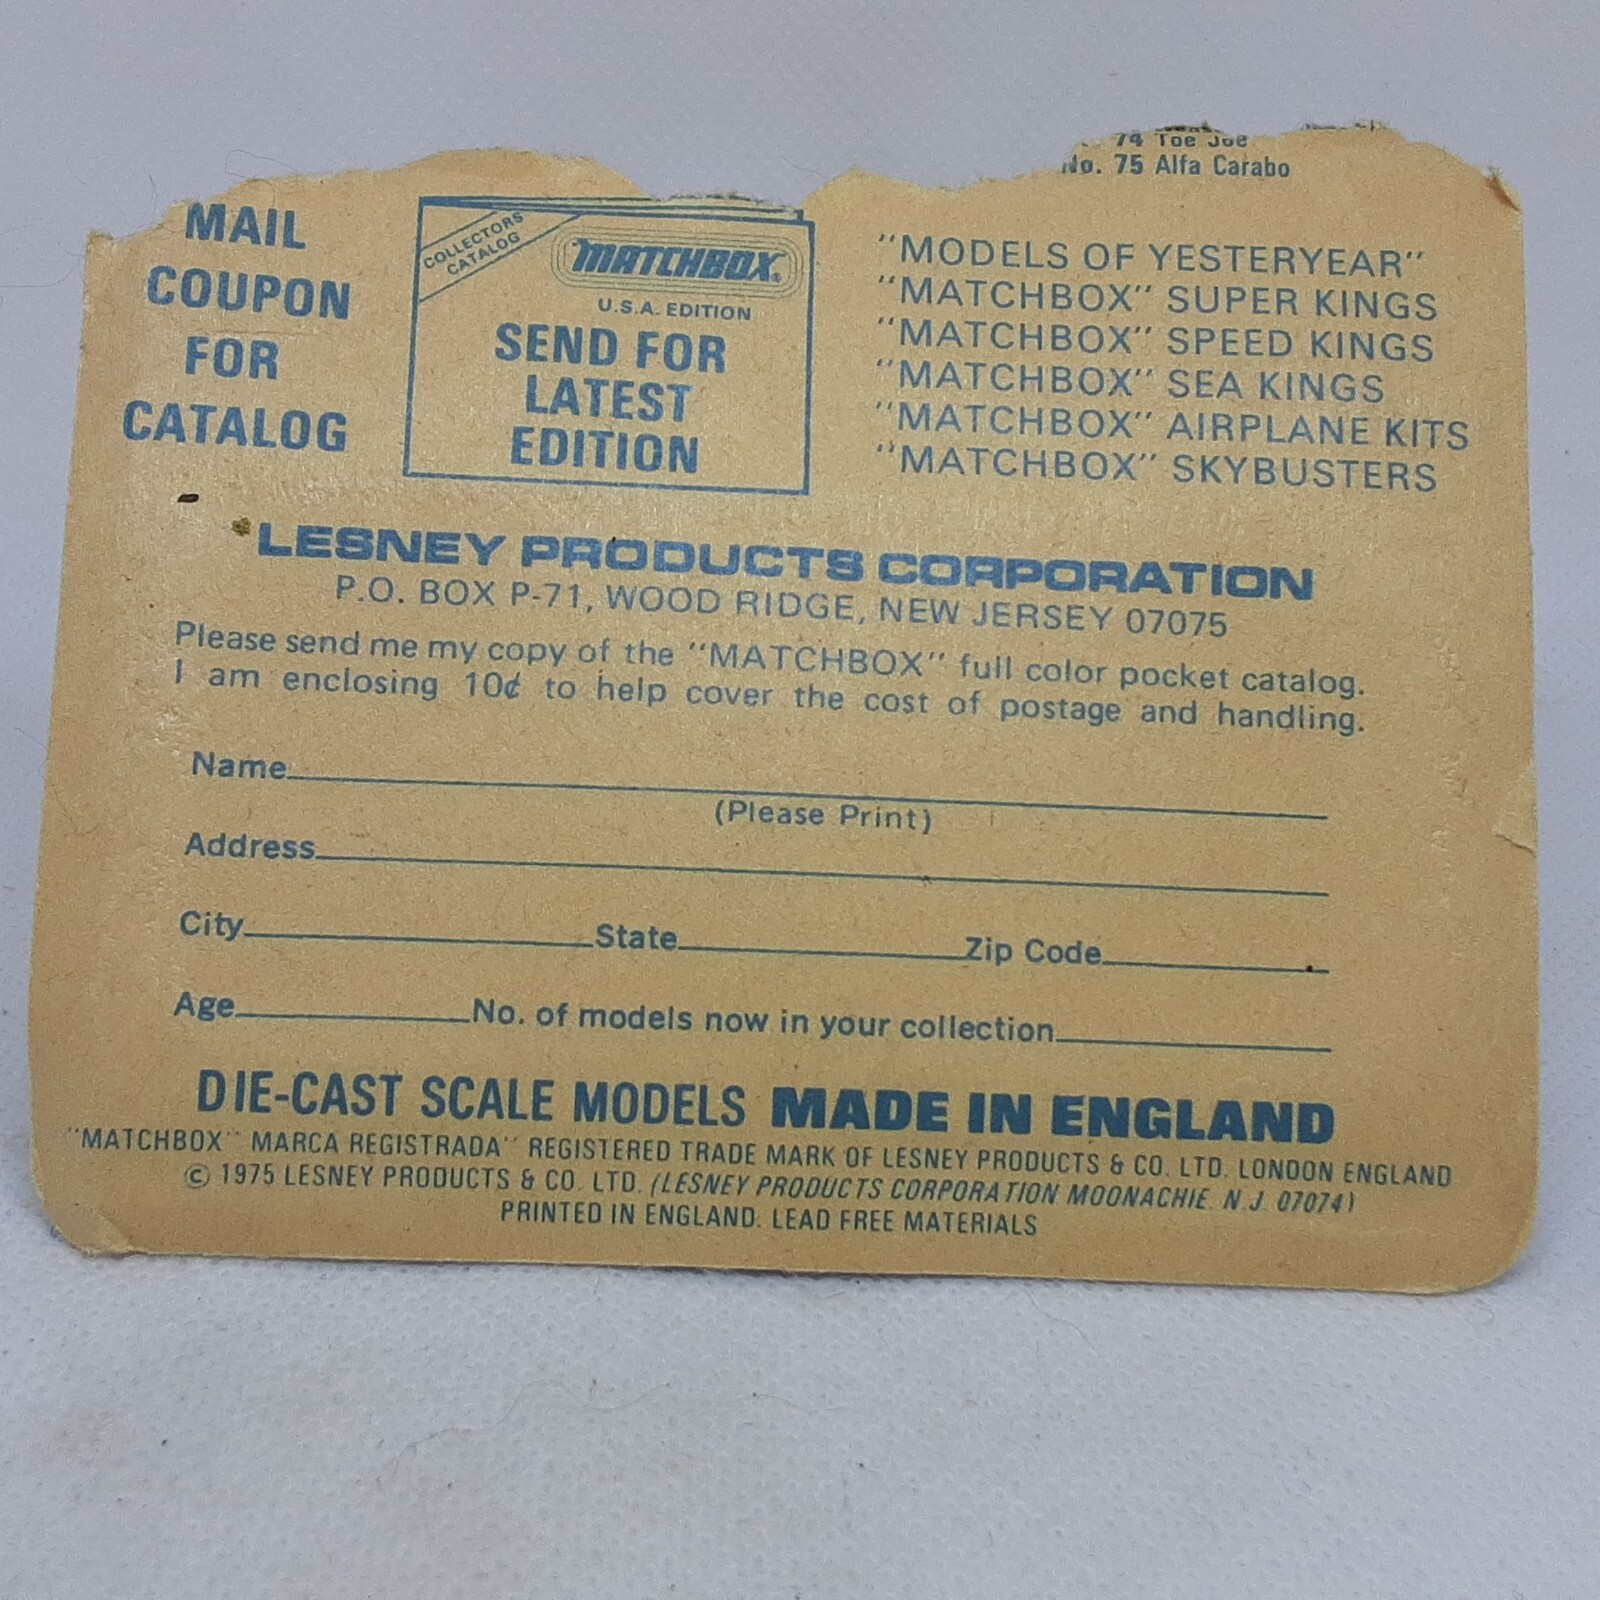 74 Toe Joe
No. 75 Alfa Carabo
MAIL
COUPON
FOR
CATALOG
COLLECTORS
CATALOG
MATCHBOX®
U.S.A. EDITION
SEND FOR
LATEST
EDITION
"MODELS OF YESTERYEAR"
"MATCHBOX" SUPER KINGS
"MATCHBOX" SPEED KINGS
"MATCHBOX" SEA KINGS
"MATCHBOX" AIRPLANE KITS
"MATCHBOX" SKYBUSTERS
LESNEY PRODUCTS CORPORATION
P.O. BOX P-71, WOOD RIDGE, NEW JERSEY 07075
Please send me my copy of the "MATCHBOX" full color pocket catalog.
I am enclosing 10¢ to help cover the cost of postage and handling.
Name
(Please Print)
Address
City State Zip Code
Age No. of models now in your collection
DIE-CAST SCALE MODELS MADE IN ENGLAND
"MATCHBOX" MARCA REGISTRADA" REGISTERED TRADE MARK OF LESNEY PRODUCTS & CO. LTD. LONDON ENGLAND
© 1975 LESNEY PRODUCTS & CO. LTD. (LESNEY PRODUCTS CORPORATION MOONACHIE. N.J. 07074)
PRINTED IN ENGLAND. LEAD FREE MATERIALS